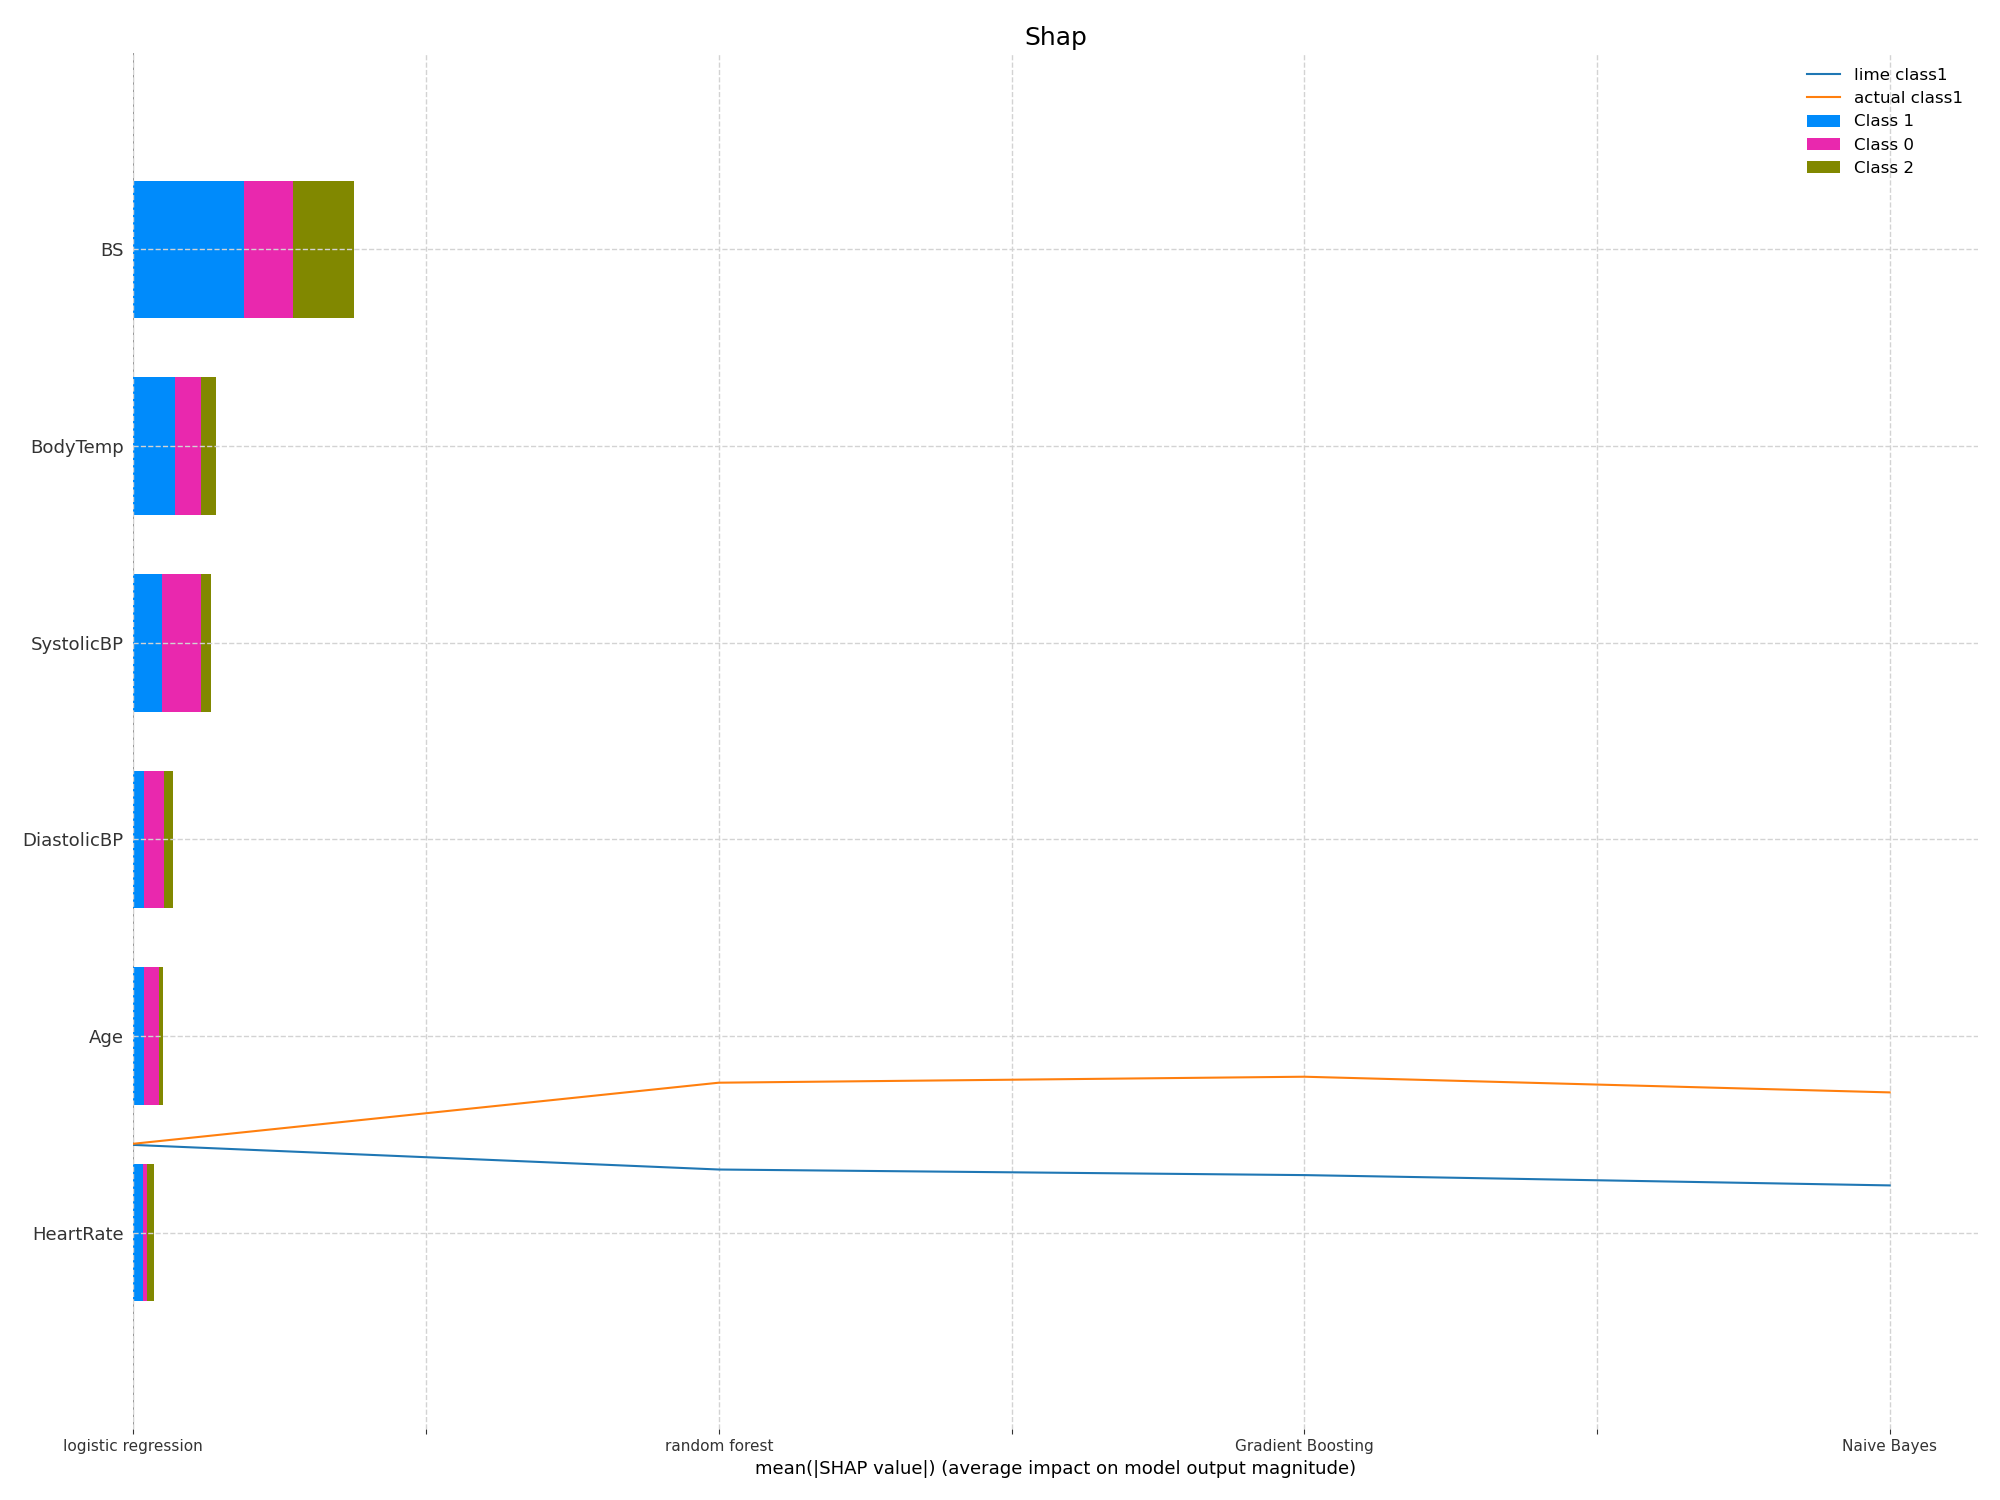 Shap
lime class1
actual class1
Class 1
Class 0
Class 2
BS
BodyTemp
SystolicBP
DiastolicBP
Age
HeartRate
logistic regression
random forest
Gradient Boosting
Naive Bayes
mean(|SHAP value|) (average impact on model output magnitude)